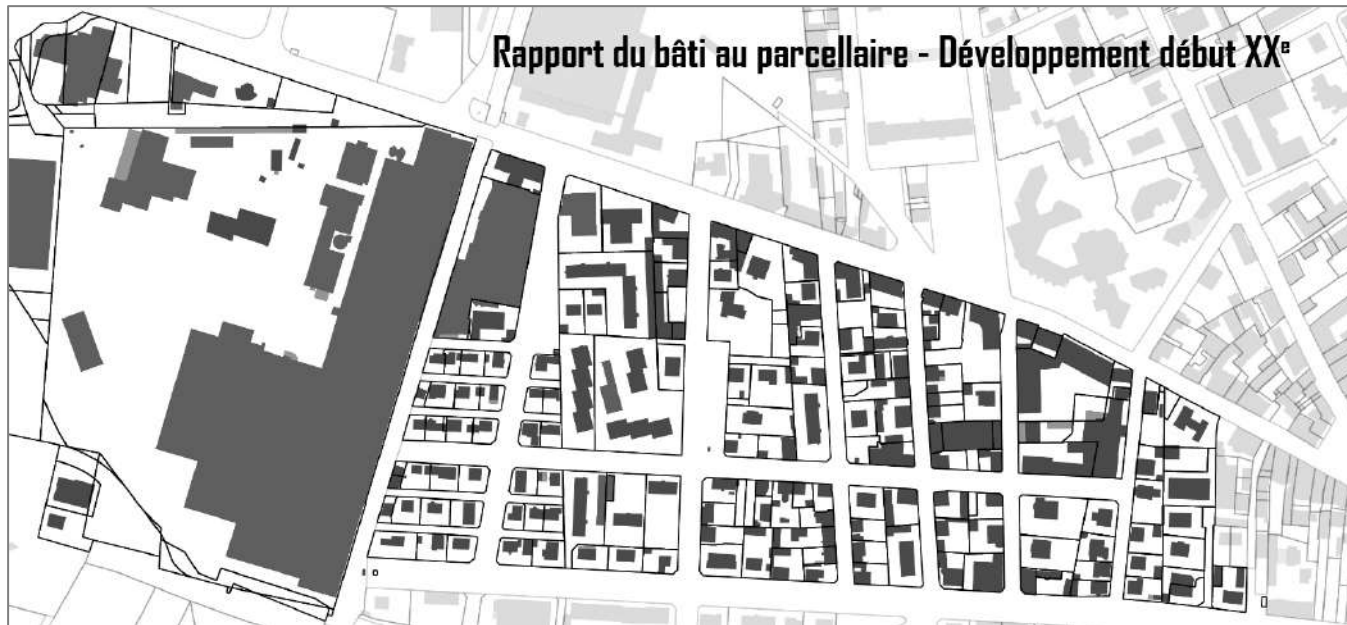 Rapport du bâti au parcellaire - Développement début XXᵉ